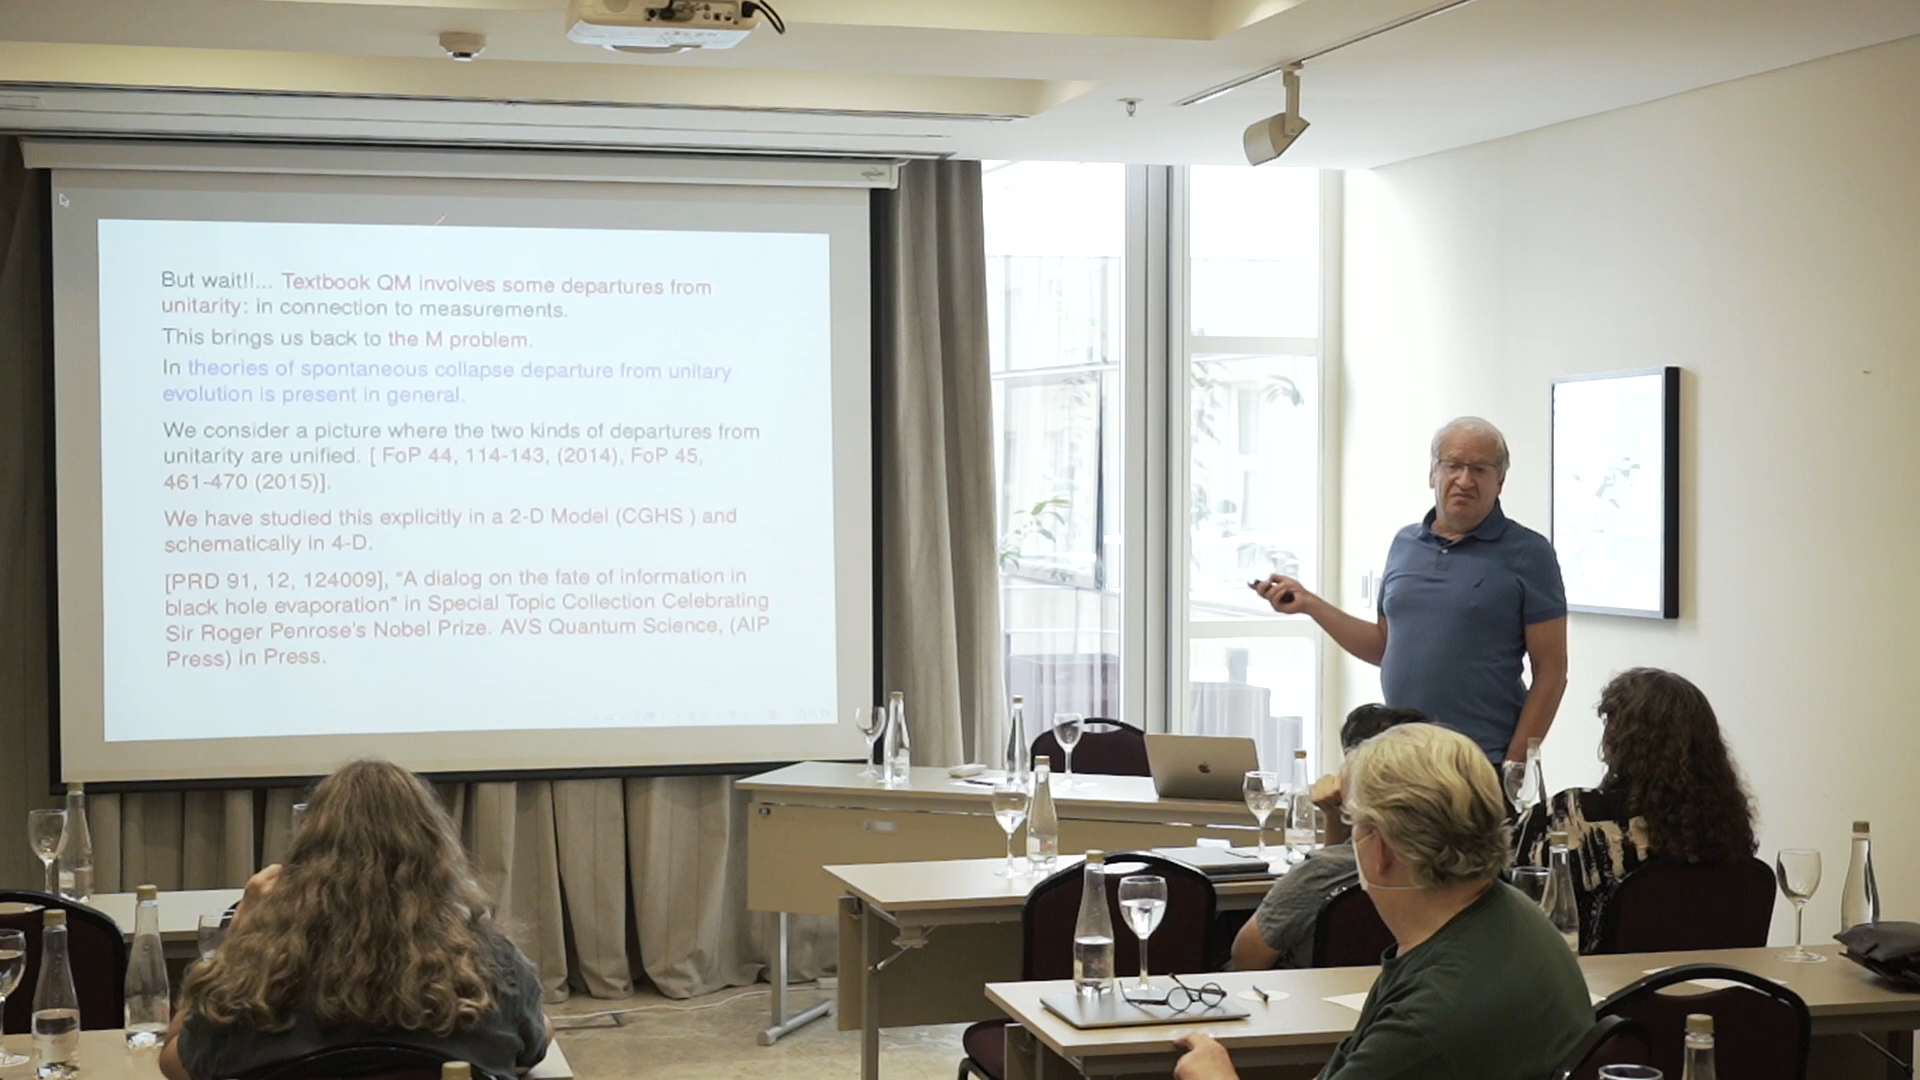 But wait!!... Textbook QM involves some departures from
unitarity: in connection to measurements.
This brings us back to the M problem.
In theories of spontaneous collapse departure from unitary
evolution is present in general.
We consider a picture where the two kinds of departures from
unitarity are unified. [ FoP 44, 114-143, (2014), FoP 45,
461-470 (2015)].
We have studied this explicitly in a 2-D Model (CGHS ) and
schematically in 4-D.
[PRD 91, 12, 124009], “A dialog on the fate of information in
black hole evaporation” in Special Topic Collection Celebrating
Sir Roger Penrose's Nobel Prize. AVS Quantum Science, (AIP
Press) in Press.